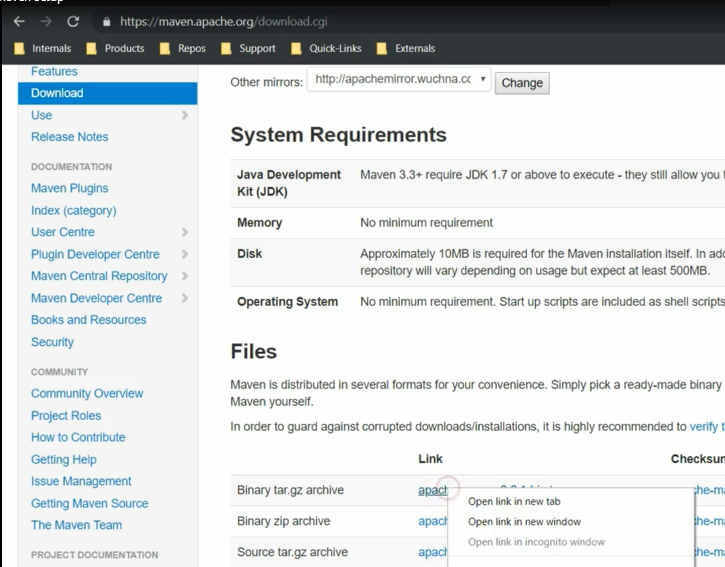 https://maven.apache.org/download.cgi
Internals Products Repos Support Quick-Links Externals
Features
Download
Use
Release Notes
DOCUMENTATION
Maven Plugins
Index (category)
User Centre
Plugin Developer Centre
Maven Central Repository
Maven Developer Centre
Books and Resources
Security
COMMUNITY
Community Overview
Project Roles
How to Contribute
Getting Help
Issue Management
Getting Maven Source
The Maven Team
PROJECT DOCUMENTATION
Other mirrors: http://apachemirror.wuchna.cc Change
System Requirements
Java Development Kit (JDK) Maven 3.3+ require JDK 1.7 or above to execute - they still allow you
Memory No minimum requirement
Disk Approximately 10MB is required for the Maven installation itself. In
repository will vary depending on usage but expect at least 500MB.
Operating System No minimum requirement. Start up scripts are included as shell scripts
Files
Maven is distributed in several formats for your convenience. Simply pick a ready-made binary
Maven yourself.
In order to guard against corrupted downloads/installations, it is highly recommended to verify
Link
Binary tar.gz archive apach
Binary zip archive apach
Source tar.gz archive apach
Open link in new tab
Open link in new window
Open link in incognito window